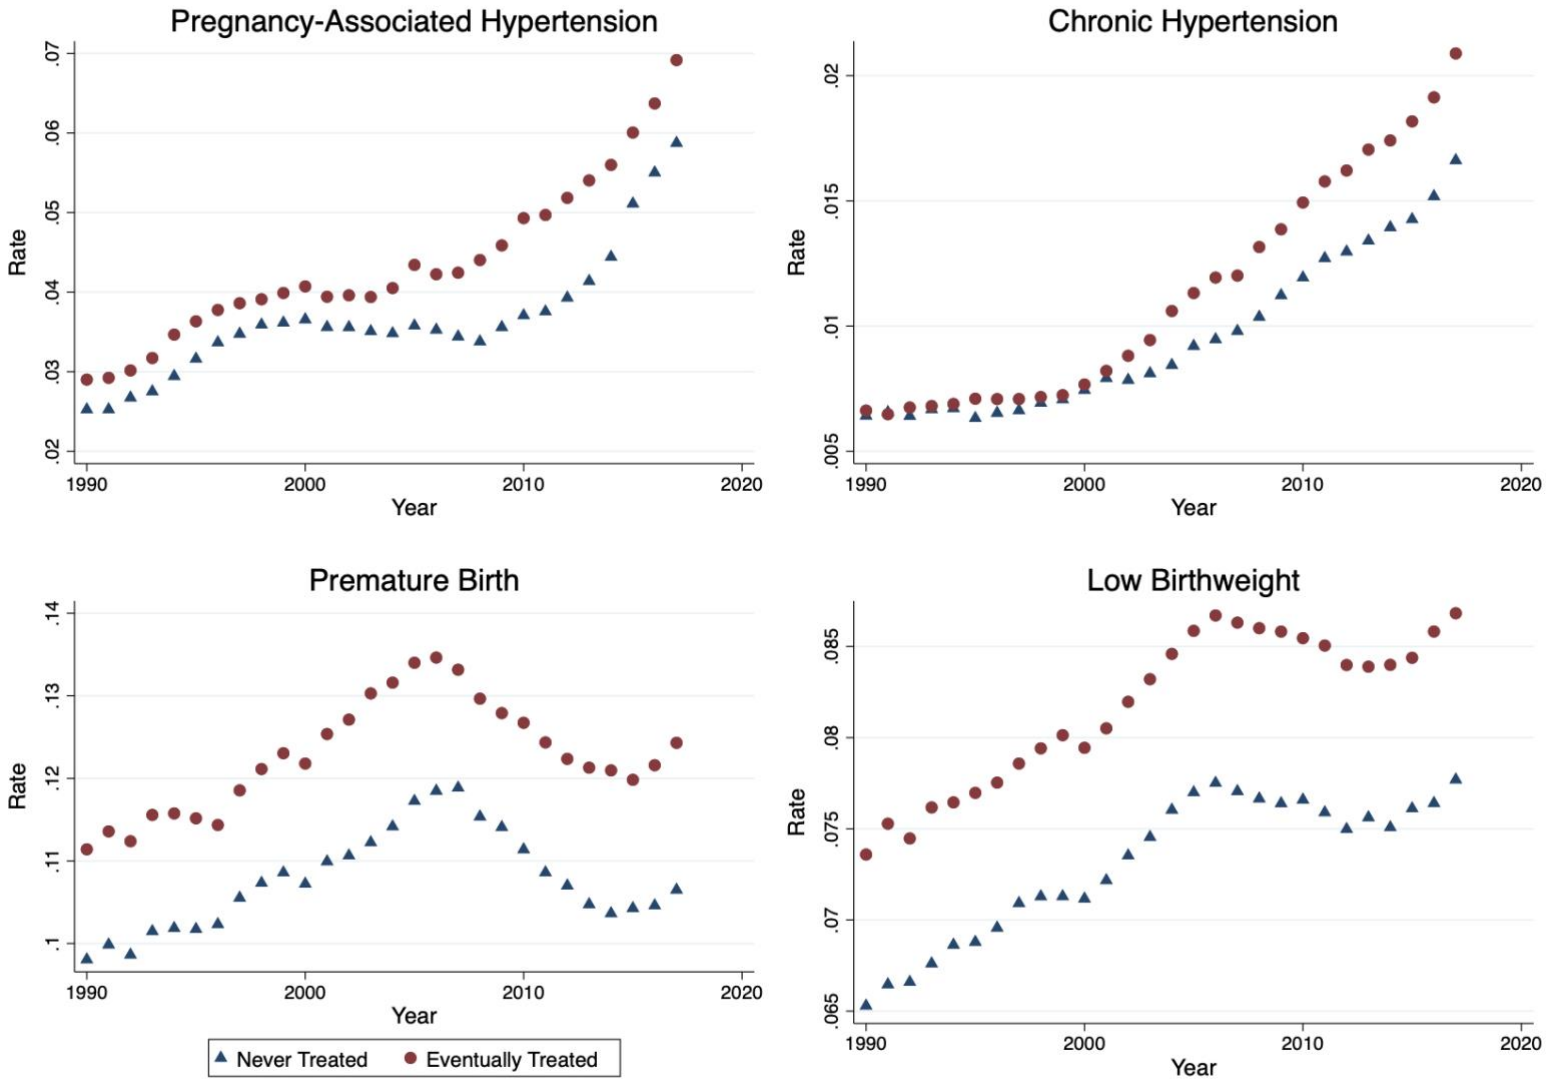 Pregnancy-Associated Hypertension
Rate
.07
.06
.05
.04
.03
.02
1990 2000 2010 2020
Year
Chronic Hypertension
Rate
.02
.015
.01
.005
1990 2000 2010 2020
Year
Premature Birth
Rate
.14
.13
.12
.11
.1
1990 2000 2010 2020
Year
Low Birthweight
Rate
.085
.08
.075
.07
.065
1990 2000 2010 2020
Year
Never Treated Eventually Treated